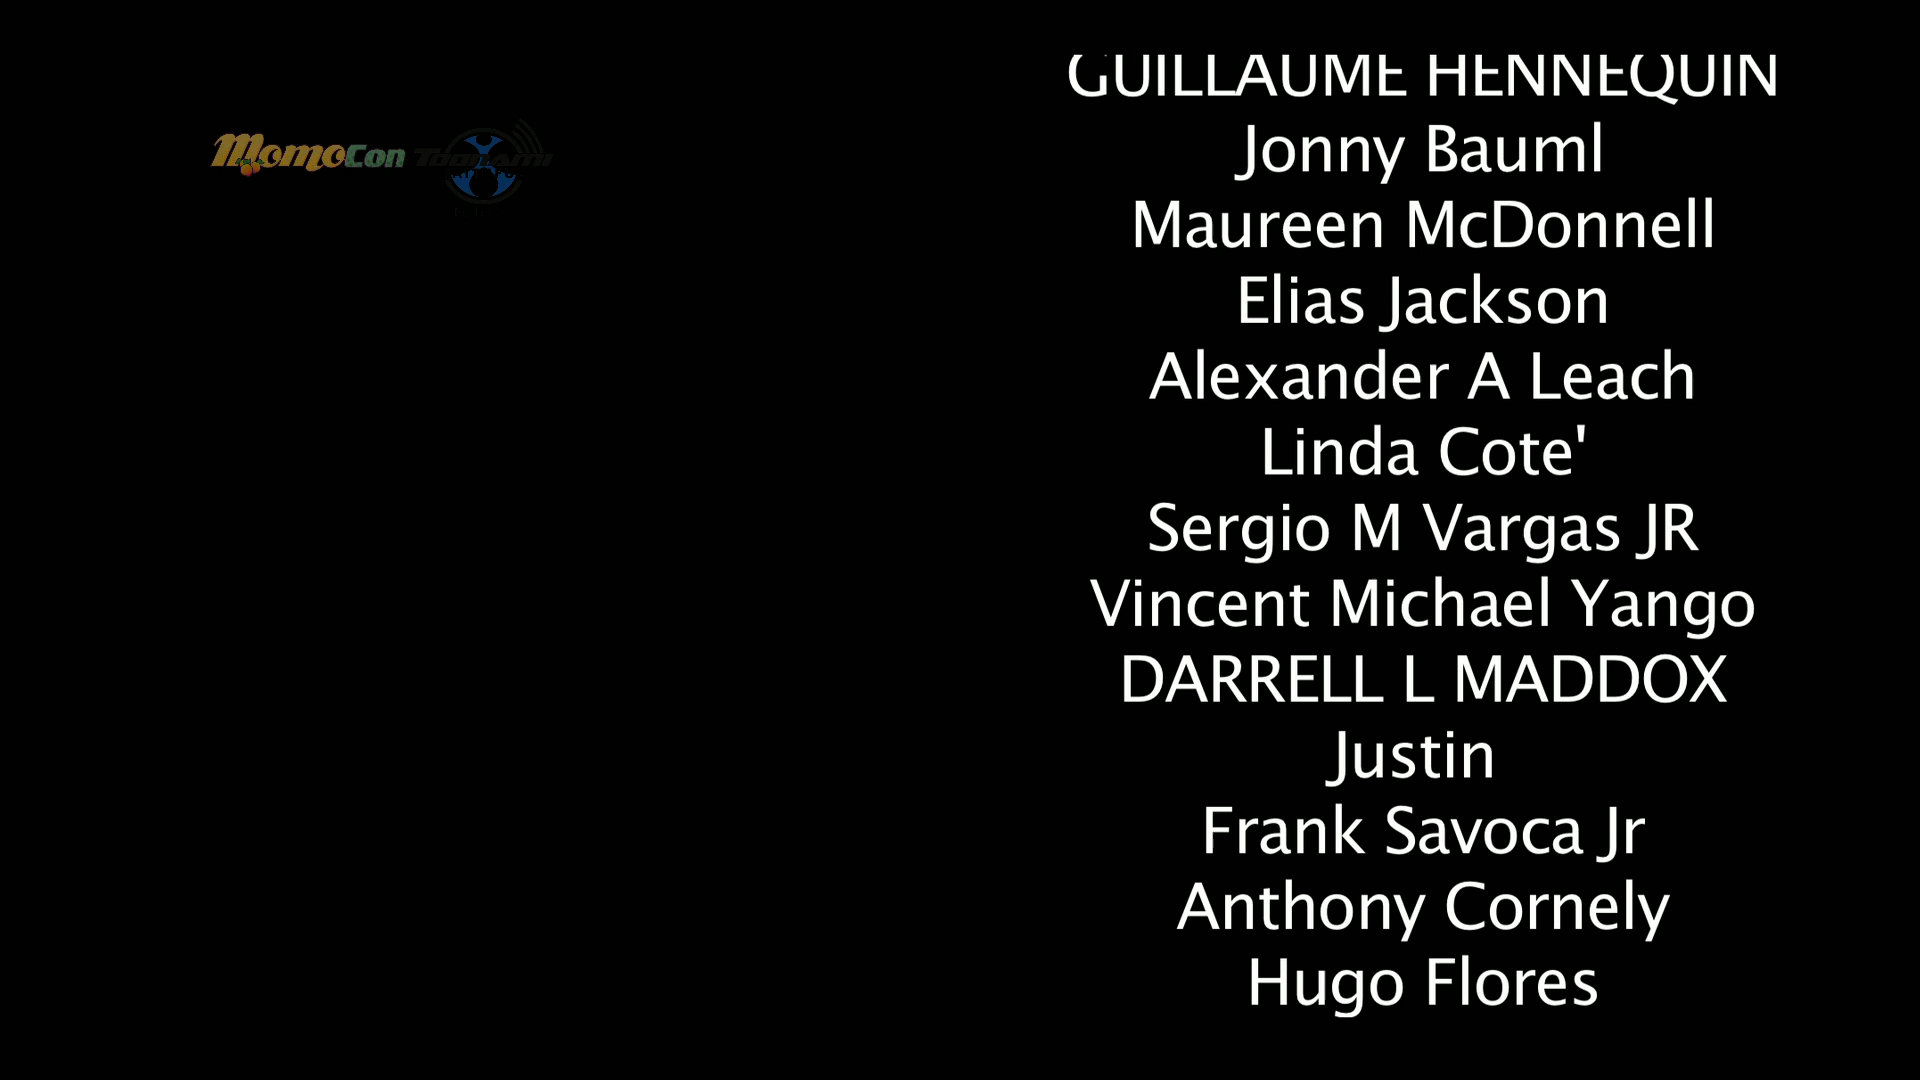 MomoCon TOONAMI
GUILLAUME HENNEQUIN
Jonny Bauml
Maureen McDonnell
Elias Jackson
Alexander A Leach
Linda Cote'
Sergio M Vargas JR
Vincent Michael Yango
DARRELL L MADDOX
Justin
Frank Savoca Jr
Anthony Cornely
Hugo Flores